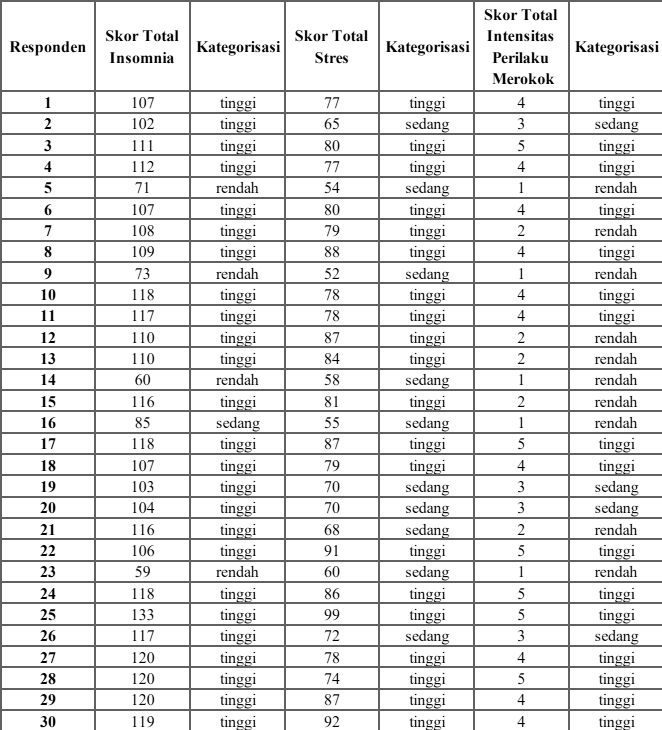 Responden Skor Total Insomnia Kategorisasi Skor Total Stres Kategorisasi Skor Total Intensitas Perilaku Merokok Kategorisasi
1 107 tinggi 77 tinggi 4 tinggi
2 102 tinggi 65 sedang 3 sedang
3 111 tinggi 80 tinggi 5 tinggi
4 112 tinggi 77 tinggi 4 tinggi
5 71 rendah 54 sedang 1 rendah
6 107 tinggi 80 tinggi 4 tinggi
7 108 tinggi 79 tinggi 2 rendah
8 109 tinggi 88 tinggi 4 tinggi
9 73 rendah 52 sedang 1 rendah
10 118 tinggi 78 tinggi 4 tinggi
11 117 tinggi 78 tinggi 4 tinggi
12 110 tinggi 87 tinggi 2 rendah
13 110 tinggi 84 tinggi 2 rendah
14 60 rendah 58 sedang 1 rendah
15 116 tinggi 81 tinggi 2 rendah
16 85 sedang 55 sedang 1 rendah
17 118 tinggi 87 tinggi 5 tinggi
18 107 tinggi 79 tinggi 4 tinggi
19 103 tinggi 70 sedang 3 sedang
20 104 tinggi 70 sedang 3 sedang
21 116 tinggi 68 sedang 2 rendah
22 106 tinggi 91 tinggi 5 tinggi
23 59 rendah 60 sedang 1 rendah
24 118 tinggi 86 tinggi 5 tinggi
25 133 tinggi 99 tinggi 5 tinggi
26 117 tinggi 72 sedang 3 sedang
27 120 tinggi 78 tinggi 4 tinggi
28 120 tinggi 74 tinggi 5 tinggi
29 120 tinggi 87 tinggi 4 tinggi
30 119 tinggi 92 tinggi 4 tinggi